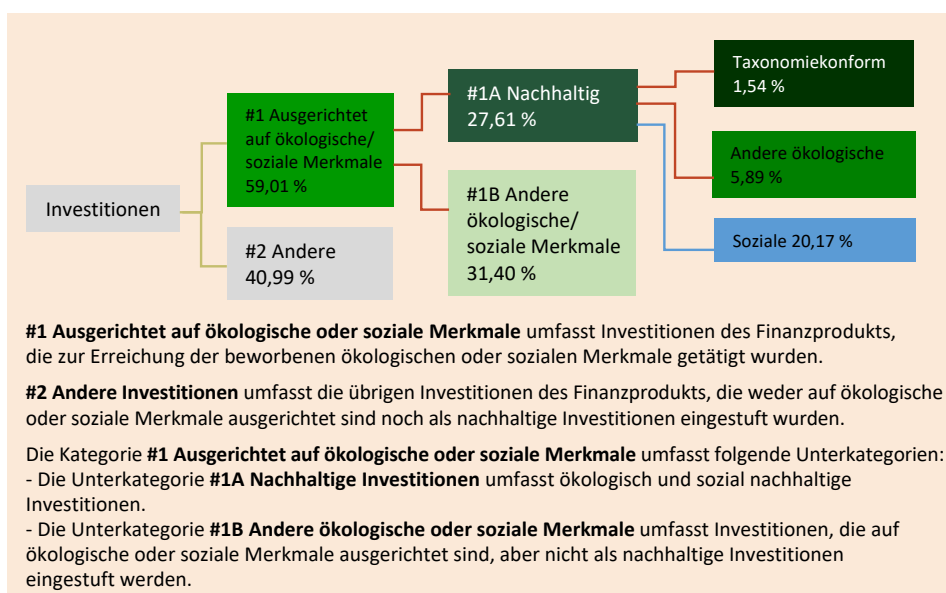 Investitionen
#1 Ausgerichtet
auf ökologische/
soziale Merkmale
59,01 %
#2 Andere
40,99 %
#1A Nachhaltig
27,61 %
#1B Andere
ökologische/
soziale Merkmale
31,40 %
Taxonomiekonform
1,54 %
Andere ökologische
5,89 %
Soziale 20,17 %
#1 Ausgerichtet auf ökologische oder soziale Merkmale umfasst Investitionen des Finanzprodukts,
die zur Erreichung der beworbenen ökologischen oder sozialen Merkmale getätigt wurden.
#2 Andere Investitionen umfasst die übrigen Investitionen des Finanzprodukts, die weder auf ökologische
oder soziale Merkmale ausgerichtet sind noch als nachhaltige Investitionen eingestuft wurden.
Die Kategorie #1 Ausgerichtet auf ökologische oder soziale Merkmale umfasst folgende Unterkategorien:
- Die Unterkategorie #1A Nachhaltige Investitionen umfasst ökologisch und sozial nachhaltige
Investitionen.
- Die Unterkategorie #1B Andere ökologische oder soziale Merkmale umfasst Investitionen, die auf
ökologische oder soziale Merkmale ausgerichtet sind, aber nicht als nachhaltige Investitionen
eingestuft werden.